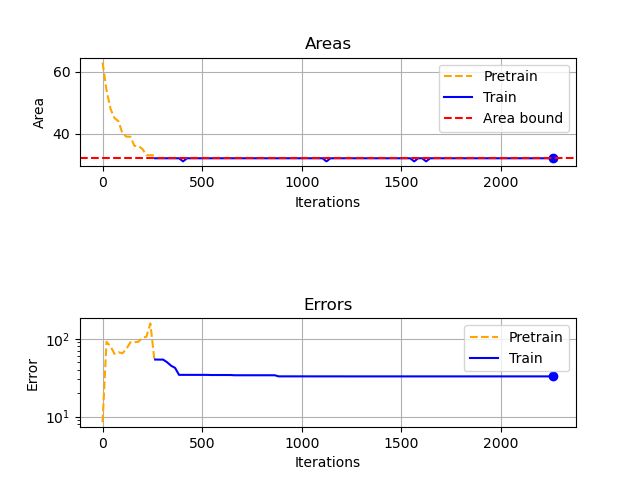 Areas
60
40
Area
Pretrain
Train
Area bound
0 500 1000 1500 2000
Iterations
Errors
10²
10¹
Error
Pretrain
Train
0 500 1000 1500 2000
Iterations